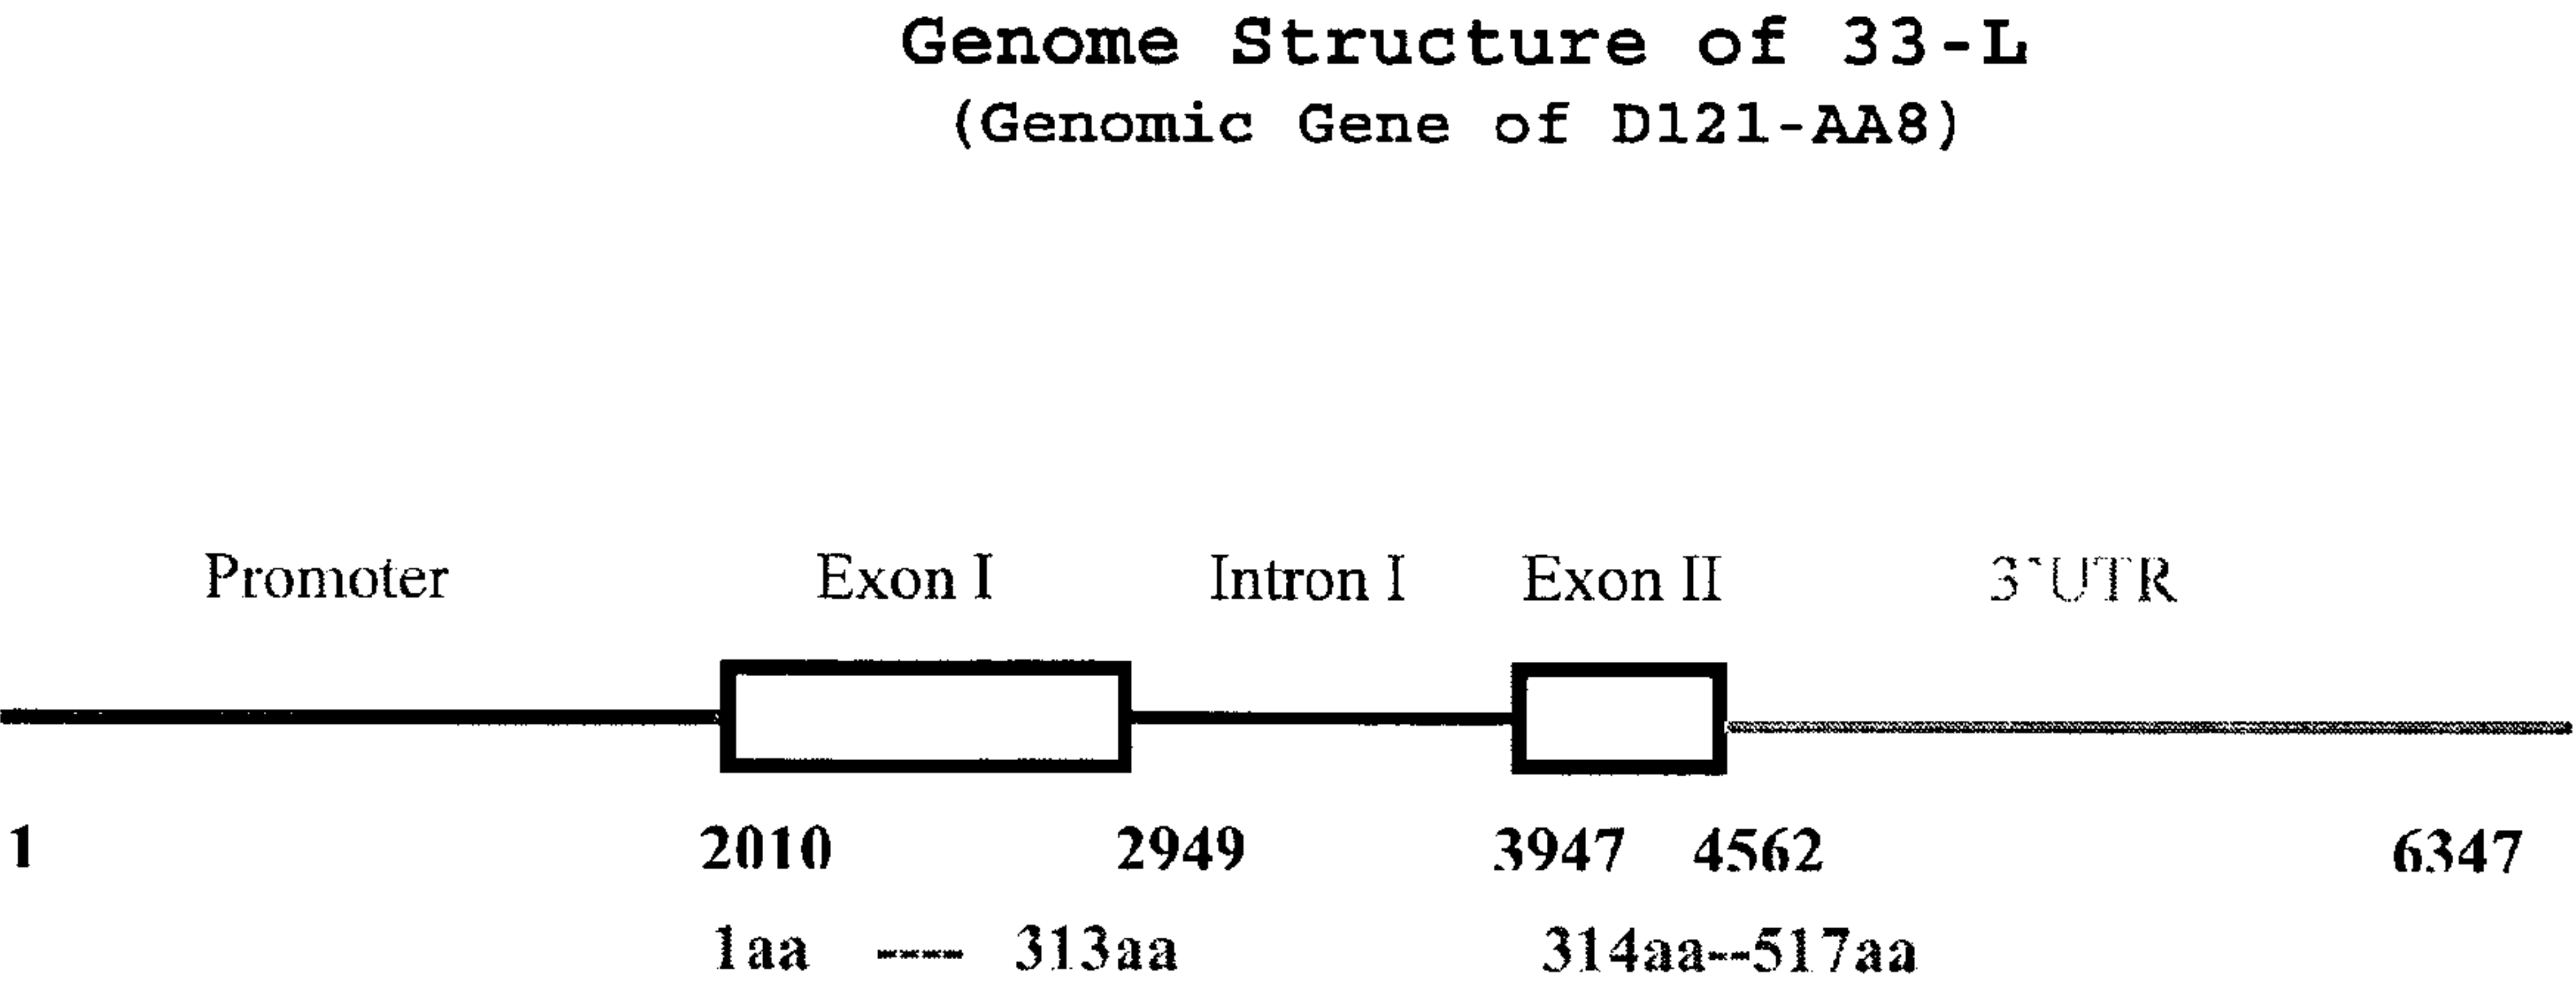 Genome Structure of 33-L
(Genomic Gene of D121-AA8)
Promoter Exon I Intron I Exon II 3'UTR
1 2010 2949 3947 4562 6347
1aa ---- 313aa 314aa--517aa